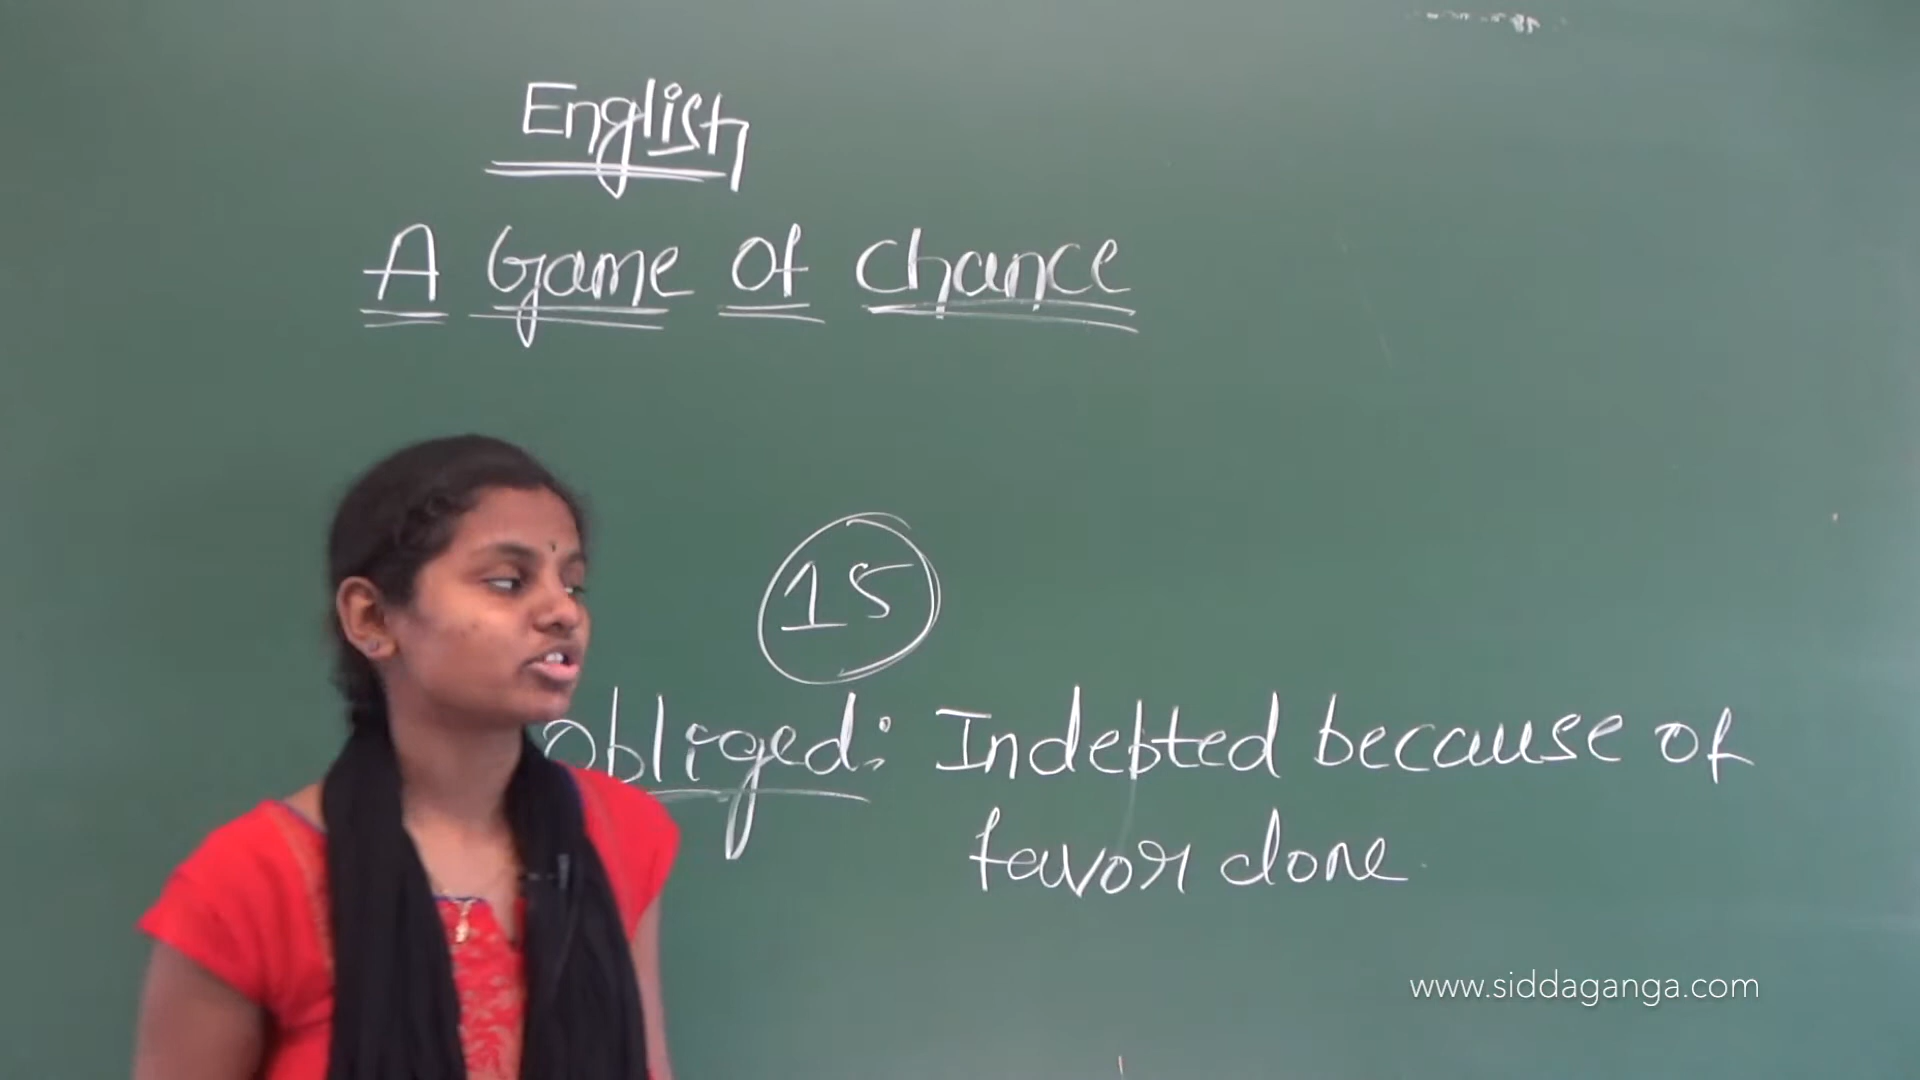 English
A Game of chance
15
Obliged: Indebted because of
favor done
www.siddaganga.com